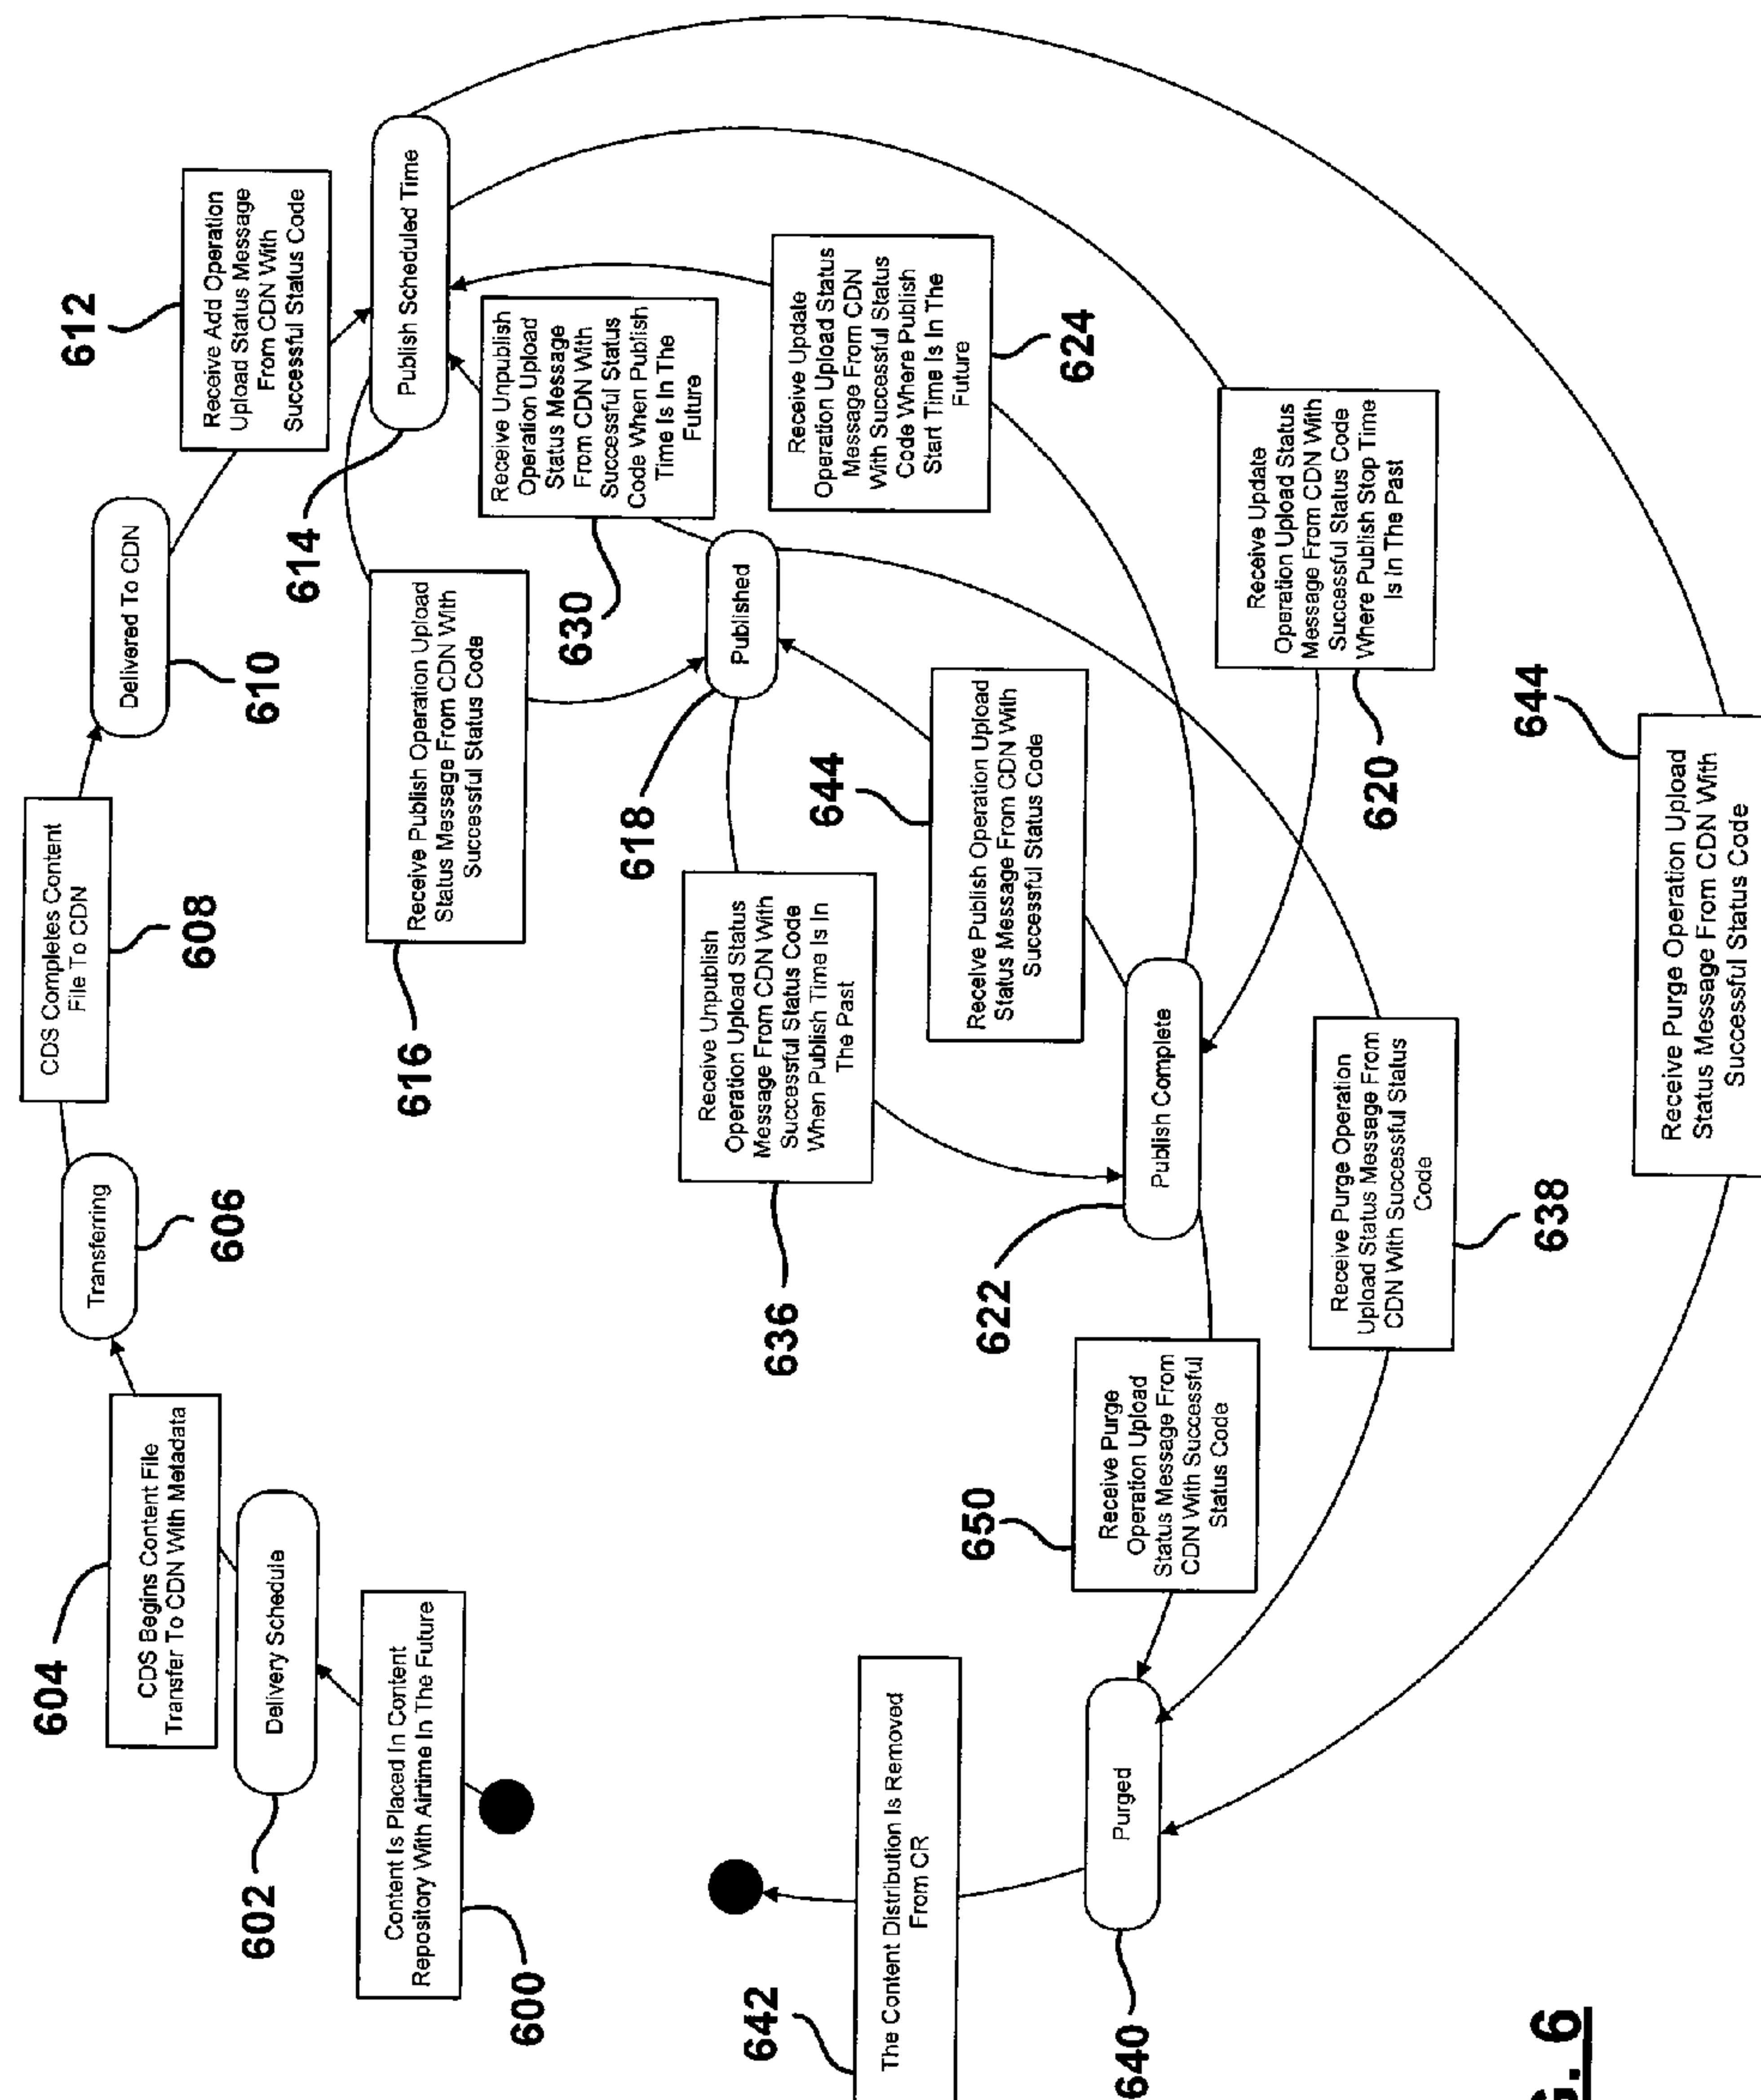 600
Content Is Placed In Content
Repository With Airtime In The Future
602
Delivery Schedule
604
CDS Begins Content File
Transfer To CDN With Metadata
Transferring
606
CDS Completes Content
File To CDN
608
Delivered To CDN
610
612
Receive Add Operation
Upload Status Message
From CDN With
Successful Status Code
Publish Scheduled Time
614
616
Receive Publish Operation Upload
Status Message From CDN With
Successful Status Code
Receive Unpublish
Operation Upload
Status Message
From CDN With
Successful Status
Code When Publish
Time Is In The
Future
630
Published
618
Receive Update
Operation Upload Status
Message From CDN
With Successful Status
Code Where Publish
Start Time Is In The
Future
624
636
Receive Unpublish
Operation Upload Status
Message From CDN With
Successful Status Code
When Publish Time Is In
The Past
644
Receive Publish Operation Upload
Status Message From CDN With
Successful Status Code
Publish Complete
622
Receive Update
Operation Upload Status
Message From CDN With
Successful Status Code
Where Publish Stop Time
Is In The Past
620
650
Receive Purge
Operation Upload
Status Message From
CDN With Successful
Status Code
Receive Purge Operation
Upload Status Message From
CDN With Successful Status
Code
638
644
Receive Purge Operation Upload
Status Message From CDN With
Successful Status Code
Purged
640
642
The Content Distribution Is Removed
From CR
G. 6